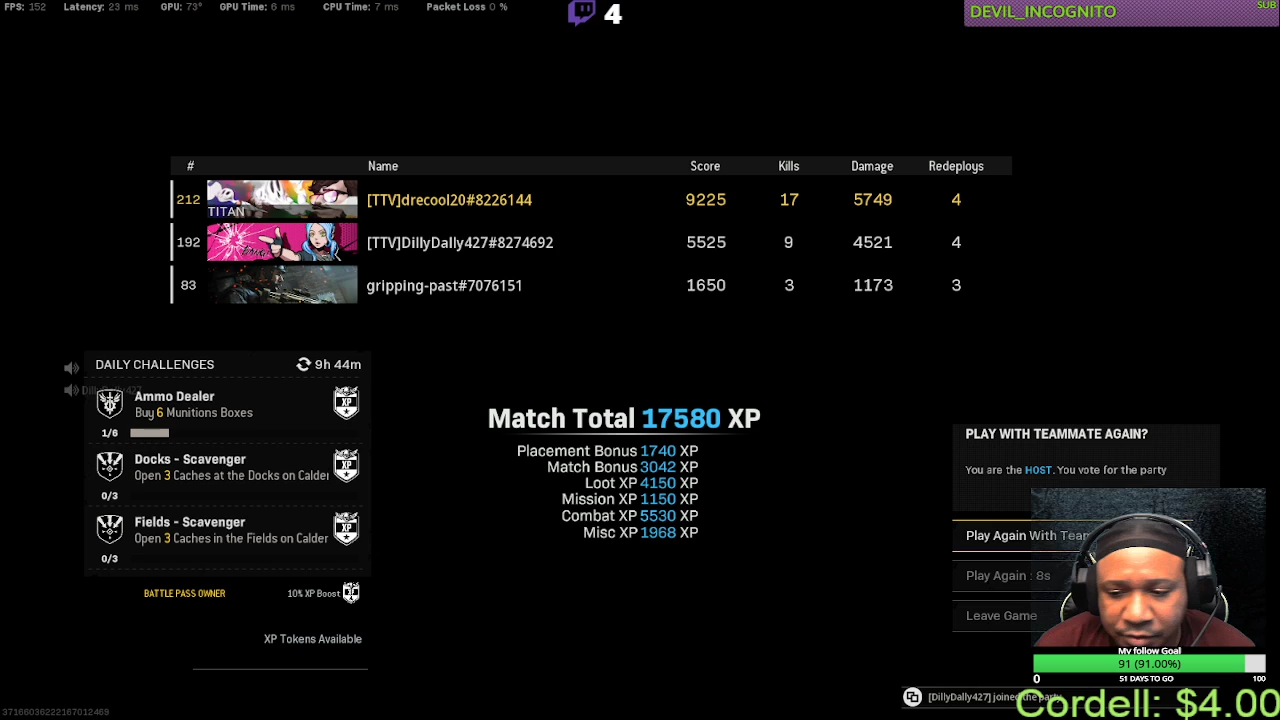 FPS: 152 Latency: 23 ms GPU: 73° GPU Time: 6 ms CPU Time: 7 ms Packet Loss 0 %
4
DEVIL_INCOGNITO
SUB
# Name Score Kills Damage Redeploys
212 TITAN [TTV]drecool20#8226144 9225 17 5749 4
192 [TTV]DillyDally427#8274692 5525 9 4521 4
83 gripping-past#7076151 1650 3 1173 3
DAILY CHALLENGES 9h 44m
DillyDally427
Ammo Dealer
Buy 6 Munitions Boxes
XP
1/6
Docks - Scavenger
Open 3 Caches at the Docks on Calder
XP
0/3
Fields - Scavenger
Open 3 Caches in the Fields on Calder
XP
0/3
BATTLE PASS OWNER 10% XP Boost
XP Tokens Available
Match Total 17580 XP
Placement Bonus 1740 XP
Match Bonus 3042 XP
Loot XP 4150 XP
Mission XP 1150 XP
Combat XP 5530 XP
Misc XP 1968 XP
PLAY WITH TEAMMATE AGAIN?
You are the HOST. You vote for the party
Play Again With Team
Play Again : 8s
Leave Game
My follow Goal
91 (91.00%)
0 51 DAYS TO GO 100
[DillyDally427] joined the party
Cordell: $4.00
37166036222167012469